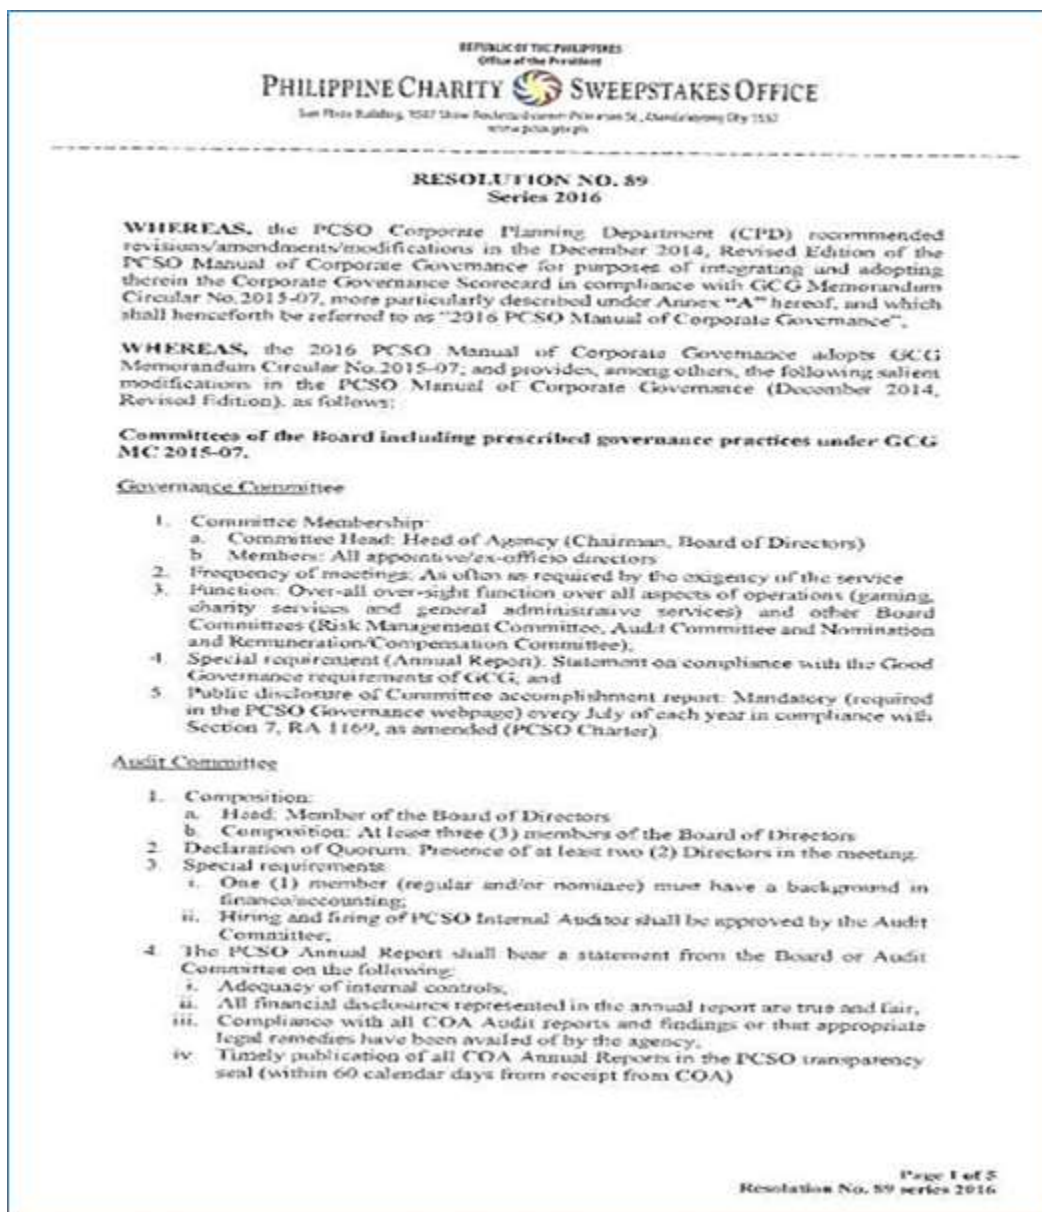 REPUBLIC OF THE PHILIPPINES
Office of the President
PHILIPPINE CHARITY SWEEPSTAKES OFFICE
Sun Plaza Building, 1507 Shaw Boulevard corner Princeton St., Mandaluyong City 1552
www.pcso.gov.ph
RESOLUTION NO. 89
Series 2016
WHEREAS, the PCSO Corporate Planning Department (CPD) recommended
revisions/amendments/modifications in the December 2014, Revised Edition of the
PCSO Manual of Corporate Governance for purposes of integrating and adopting
therein the Corporate Governance Scorecard in compliance with GCG Memorandum
Circular No.2015-07, more particularly described under Annex "A" hereof, and which
shall henceforth be referred to as "2016 PCSO Manual of Corporate Governance";
WHEREAS, the 2016 PCSO Manual of Corporate Governance adopts GCG
Memorandum Circular No.2015-07; and provides, among others, the following salient
modifications in the PCSO Manual of Corporate Governance (December 2014,
Revised Edition), as follows:
Committees of the Board including prescribed governance practices under GCG
MC 2015-07.
Governance Committee
1. Committee Membership:
a. Committee Head: Head of Agency (Chairman, Board of Directors)
b. Members: All appointive/ex-officio directors
2. Frequency of meetings: As often as required by the exigency of the service
3. Function: Over-all over-sight function over all aspects of operations (gaming,
charity services and general administrative services) and other Board
Committees (Risk Management Committee, Audit Committee and Nomination
and Remuneration/Compensation Committee);
4. Special requirement (Annual Report): Statement on compliance with the Good
Governance requirements of GCG; and
5. Public disclosure of Committee accomplishment report: Mandatory (required
in the PCSO Governance webpage) every July of each year in compliance with
Section 7, RA 1169, as amended (PCSO Charter)
Audit Committee
1. Composition:
a. Head: Member of the Board of Directors
b. Composition: At least three (3) members of the Board of Directors
2. Declaration of Quorum: Presence of at least two (2) Directors in the meeting.
3. Special requirements
i. One (1) member (regular and/or nominee) must have a background in
finance/accounting;
ii. Hiring and firing of PCSO Internal Auditor shall be approved by the Audit
Committee;
4. The PCSO Annual Report shall bear a statement from the Board or Audit
Committee on the following:
i. Adequacy of internal controls;
ii. All financial disclosures represented in the annual report are true and fair;
iii. Compliance with all COA Audit reports and findings or that appropriate
legal remedies have been availed of by the agency;
iv. Timely publication of all COA Annual Reports in the PCSO transparency
seal (within 60 calendar days from receipt from COA)
Page 1 of 5
Resolution No. 89 series 2016